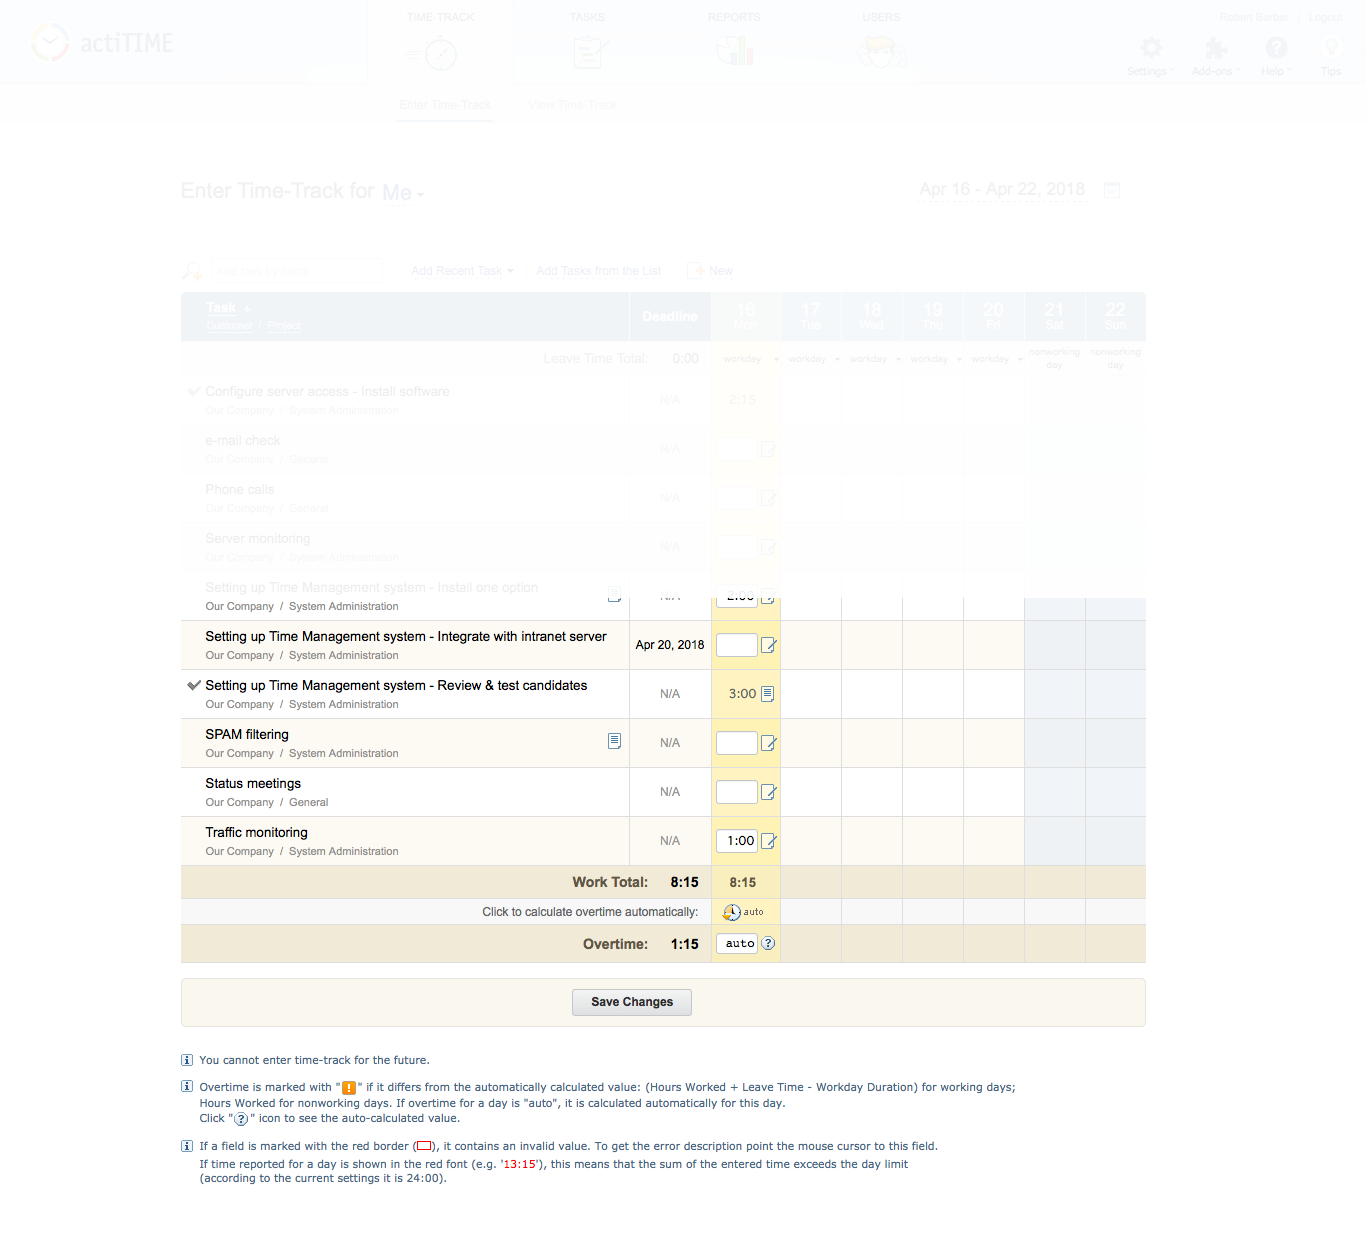 TIME-TRACK
TASKS
REPORTS
USERS
Robert Barber | Logout
actiTIME
Settings
Add-ons
Help
Tips
Enter Time-Track
View Time-Track
Enter Time-Track for Me
Apr 16 - Apr 22, 2018
Add Recent Task
Add Tasks from the List
New
Task
Customer / Project
Deadline
16 Mon
17 Tue
18 Wed
19 Thu
20 Fri
21 Sat
22 Sun
Leave Time Total: 0:00 workday workday workday workday workday nonworking day nonworking day
Configure server access - Install software
Our Company / System Administration
N/A 2:15
e-mail check
Our Company / General
N/A
Phone calls
Our Company / General
N/A
Server monitoring
Our Company / System Administration
N/A
Setting up Time Management system - Install one option
Our Company / System Administration
N/A 2:00
Setting up Time Management system - Integrate with intranet server
Our Company / System Administration
Apr 20, 2018
Setting up Time Management system - Review & test candidates
Our Company / System Administration
N/A 3:00
SPAM filtering
Our Company / System Administration
N/A
Status meetings
Our Company / General
N/A
Traffic monitoring
Our Company / System Administration
N/A 1:00
Work Total: 8:15 8:15
Click to calculate overtime automatically: auto
Overtime: 1:15 auto ?
Save Changes
You cannot enter time-track for the future.
Overtime is marked with "!" if it differs from the automatically calculated value: (Hours Worked + Leave Time - Workday Duration) for working days;
Hours Worked for nonworking days. If overtime for a day is "auto", it is calculated automatically for this day.
Click "?" icon to see the auto-calculated value.
If a field is marked with the red border ( ), it contains an invalid value. To get the error description point the mouse cursor to this field.
If time reported for a day is shown in the red font (e.g. '13:15'), this means that the sum of the entered time exceeds the day limit
(according to the current settings it is 24:00).